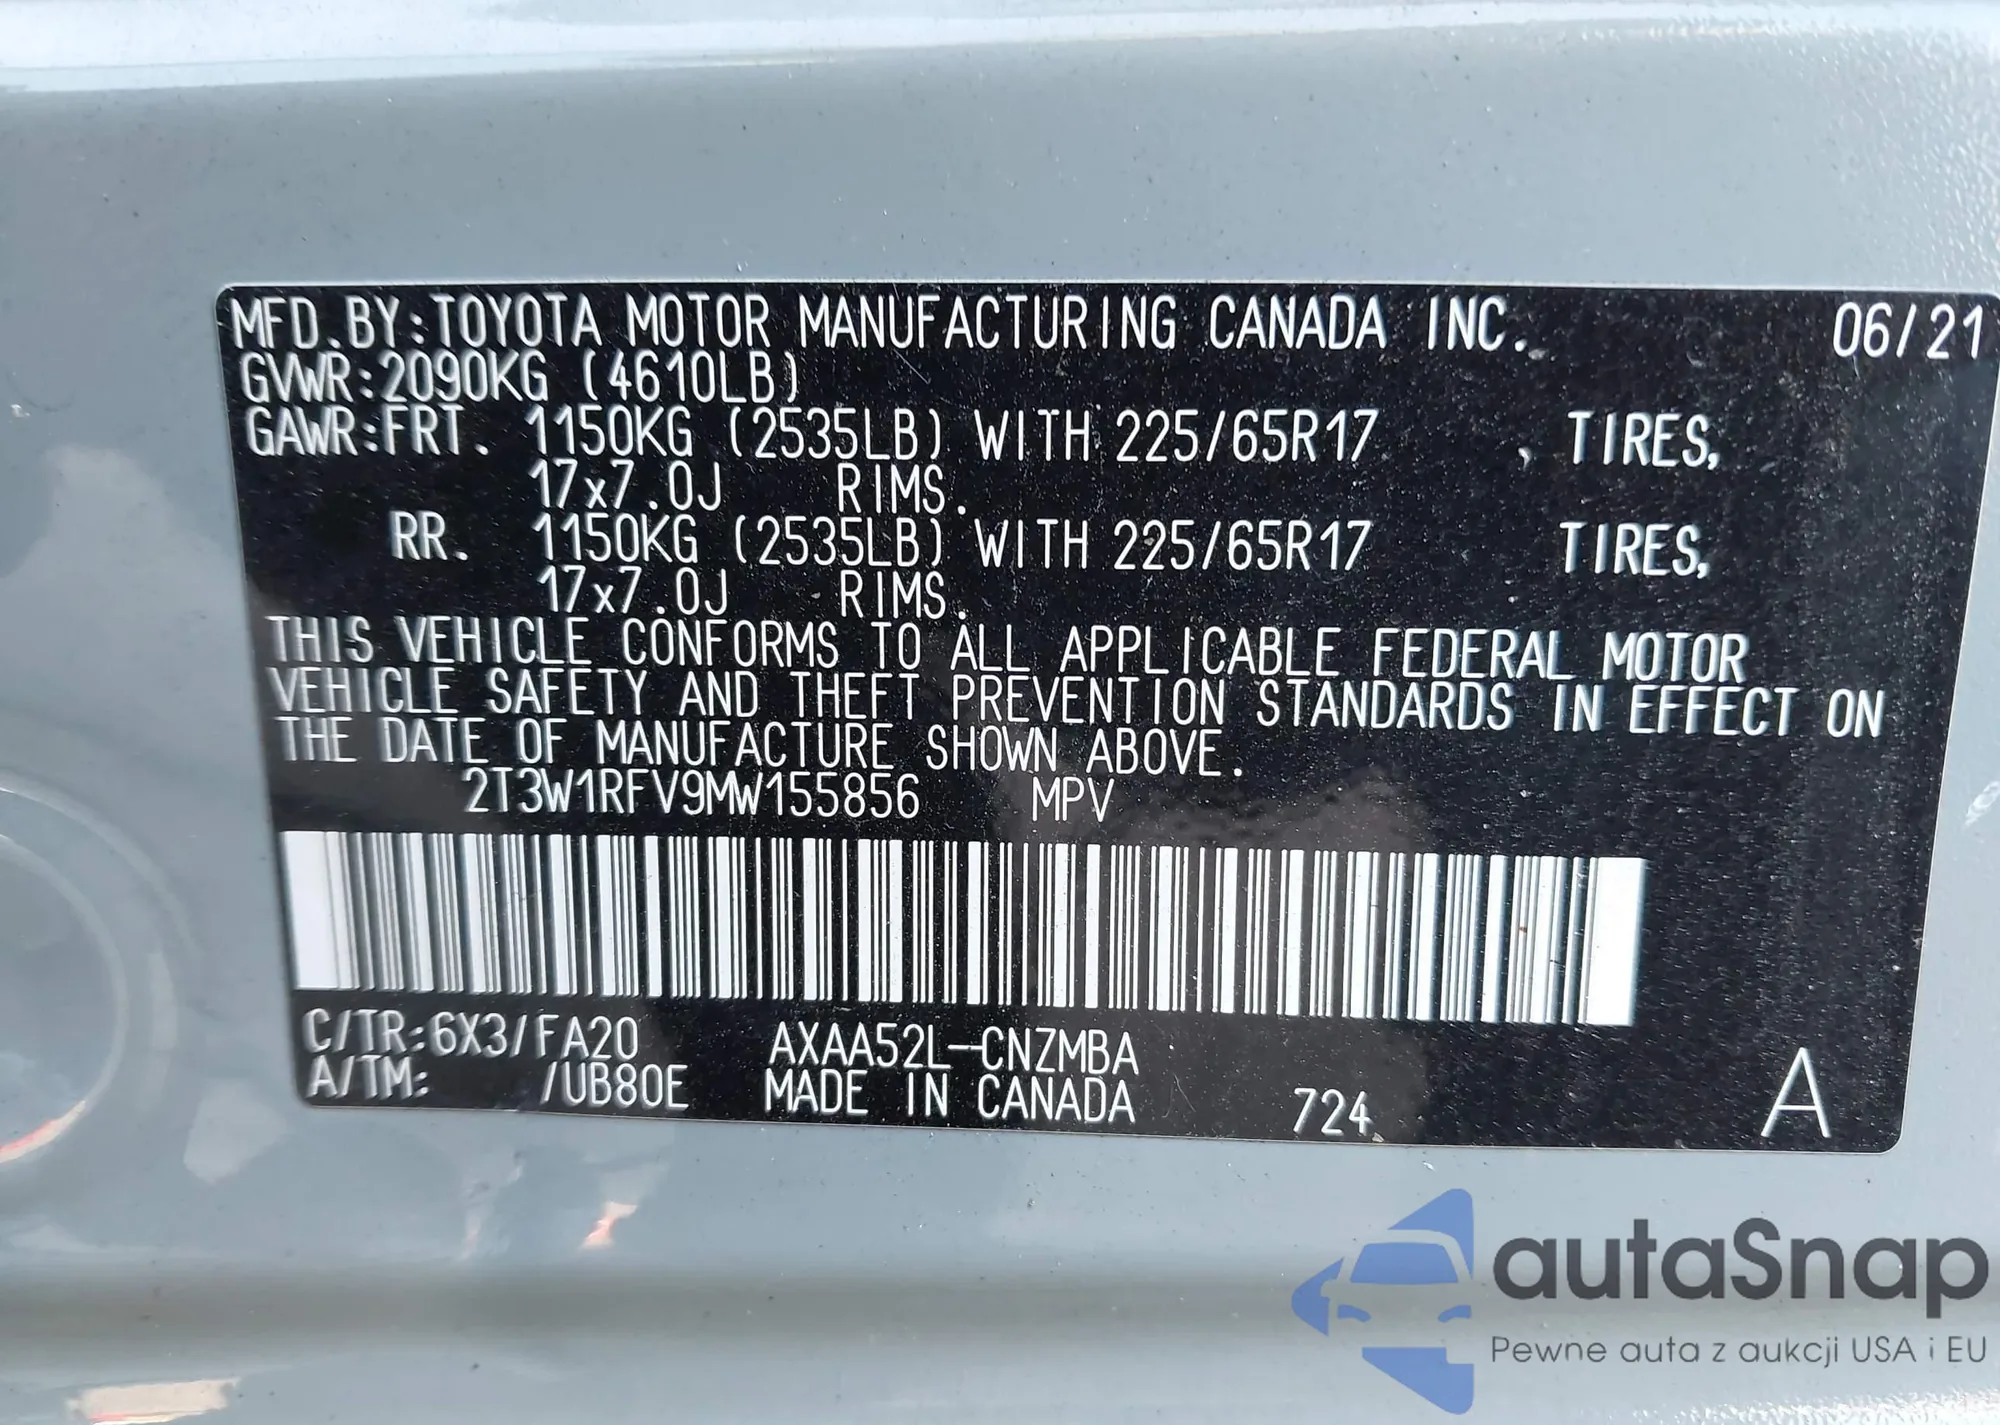 MFD.BY:TOYOTA MOTOR MANUFACTURING CANADA INC. 06/21
GVWR:2090KG (4610LB)
GAWR:FRT. 1150KG (2535LB) WITH 225/65R17 , TIRES,
17x7.0J RIMS.
RR. 1150KG (2535LB) WITH 225/65R17 TIRES,
17x7.0J RIMS.
THIS VEHICLE CONFORMS TO ALL APPLICABLE FEDERAL MOTOR
VEHICLE SAFETY AND THEFT PREVENTION STANDARDS IN EFFECT ON
THE DATE OF MANUFACTURE SHOWN ABOVE.
2T3W1RFV9MW155856 MPV
C/TR:6X3/FA20 AXAA52L-CNZMBA
A/TM: /UB80E MADE IN CANADA 724 A
autaSnap
Pewne auta z aukcji USA i EU